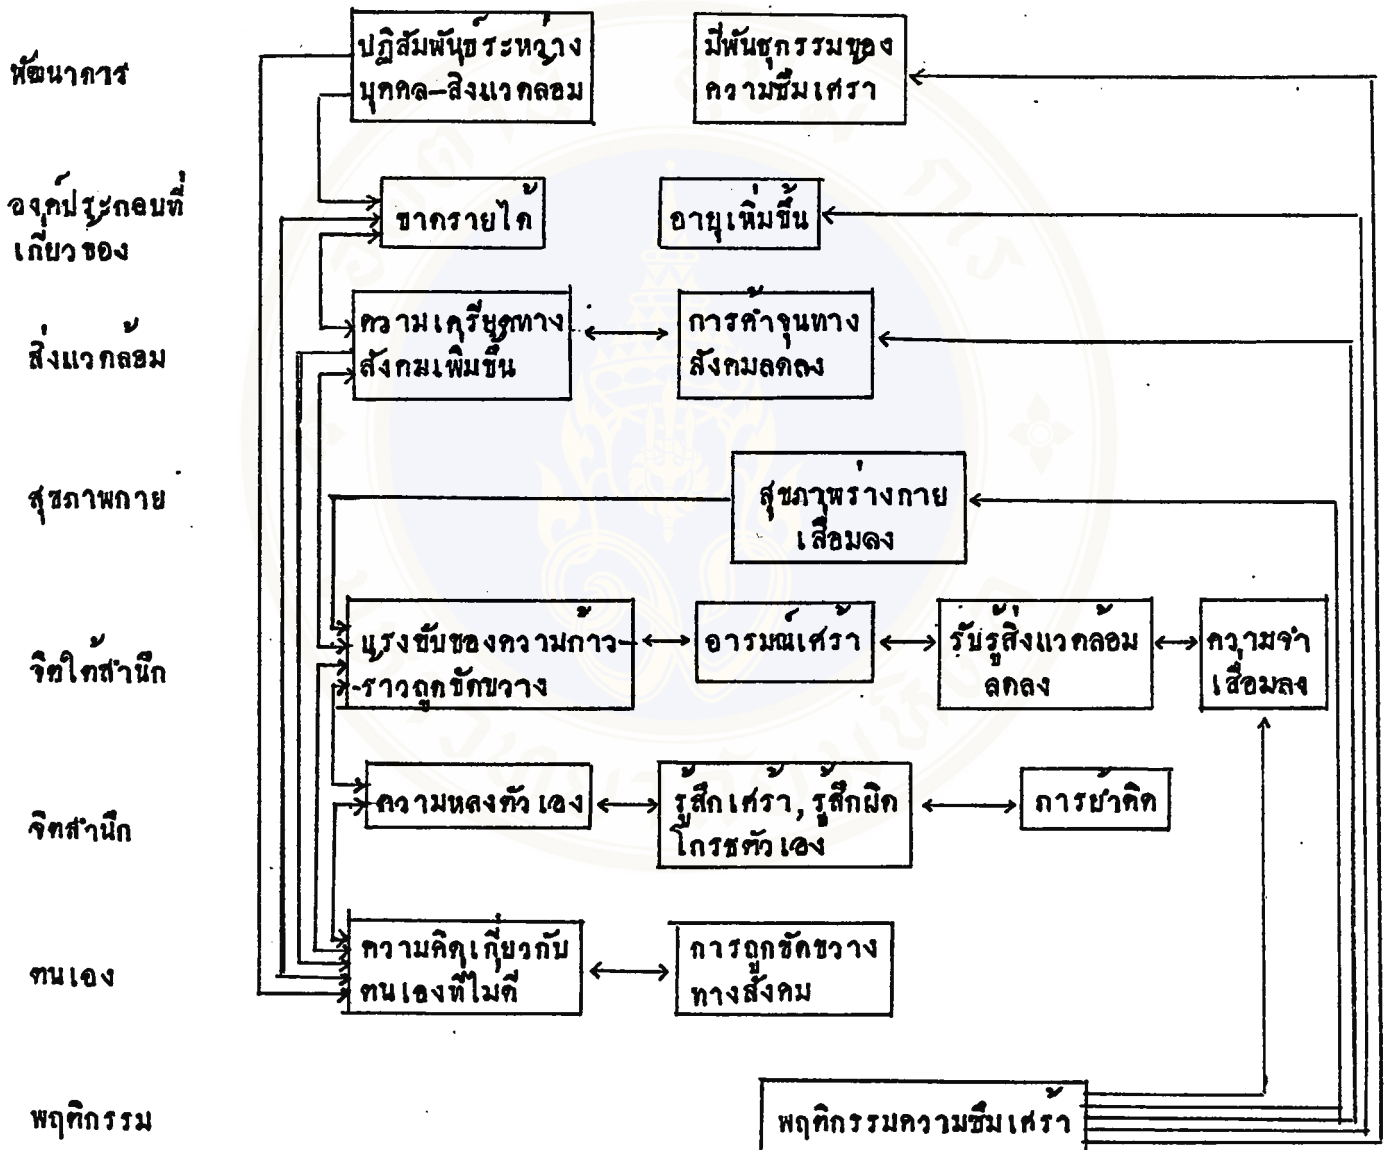 ปฏิสัมพันธ์ระหว่าง
บุคคล-สิ่งแวดล้อม
มีพันธุกรรมของ
ความซึมเศร้า
พัฒนาการ
องค์ประกอบที่
เกี่ยวข้อง
ขาดรายได้
อายุเพิ่มขึ้น
สิ่งแวดล้อม
ความเครียดทาง
สังคมเพิ่มขึ้น
การค้ำจุนทาง
สังคมลดลง
สุขภาพกาย
สุขภาพร่างกาย
เสื่อมลง
จิตใต้สำนึก
แรงขับของความก้าว-
-ร้าวถูกขัดขวาง
อารมณ์เศร้า
รับรู้สิ่งแวดล้อม
ลดลง
ความจำ
เสื่อมลง
จิตสำนึก
ความหลงตัวเอง
รู้สึกเศร้า, รู้สึกผิด
โกรธตัวเอง
การย้ำคิด
ตนเอง
ความคิดเกี่ยวกับ
ตนเองที่ไม่ดี
การถูกขัดขวาง
ทางสังคม
พฤติกรรม
พฤติกรรมความซึมเศร้า